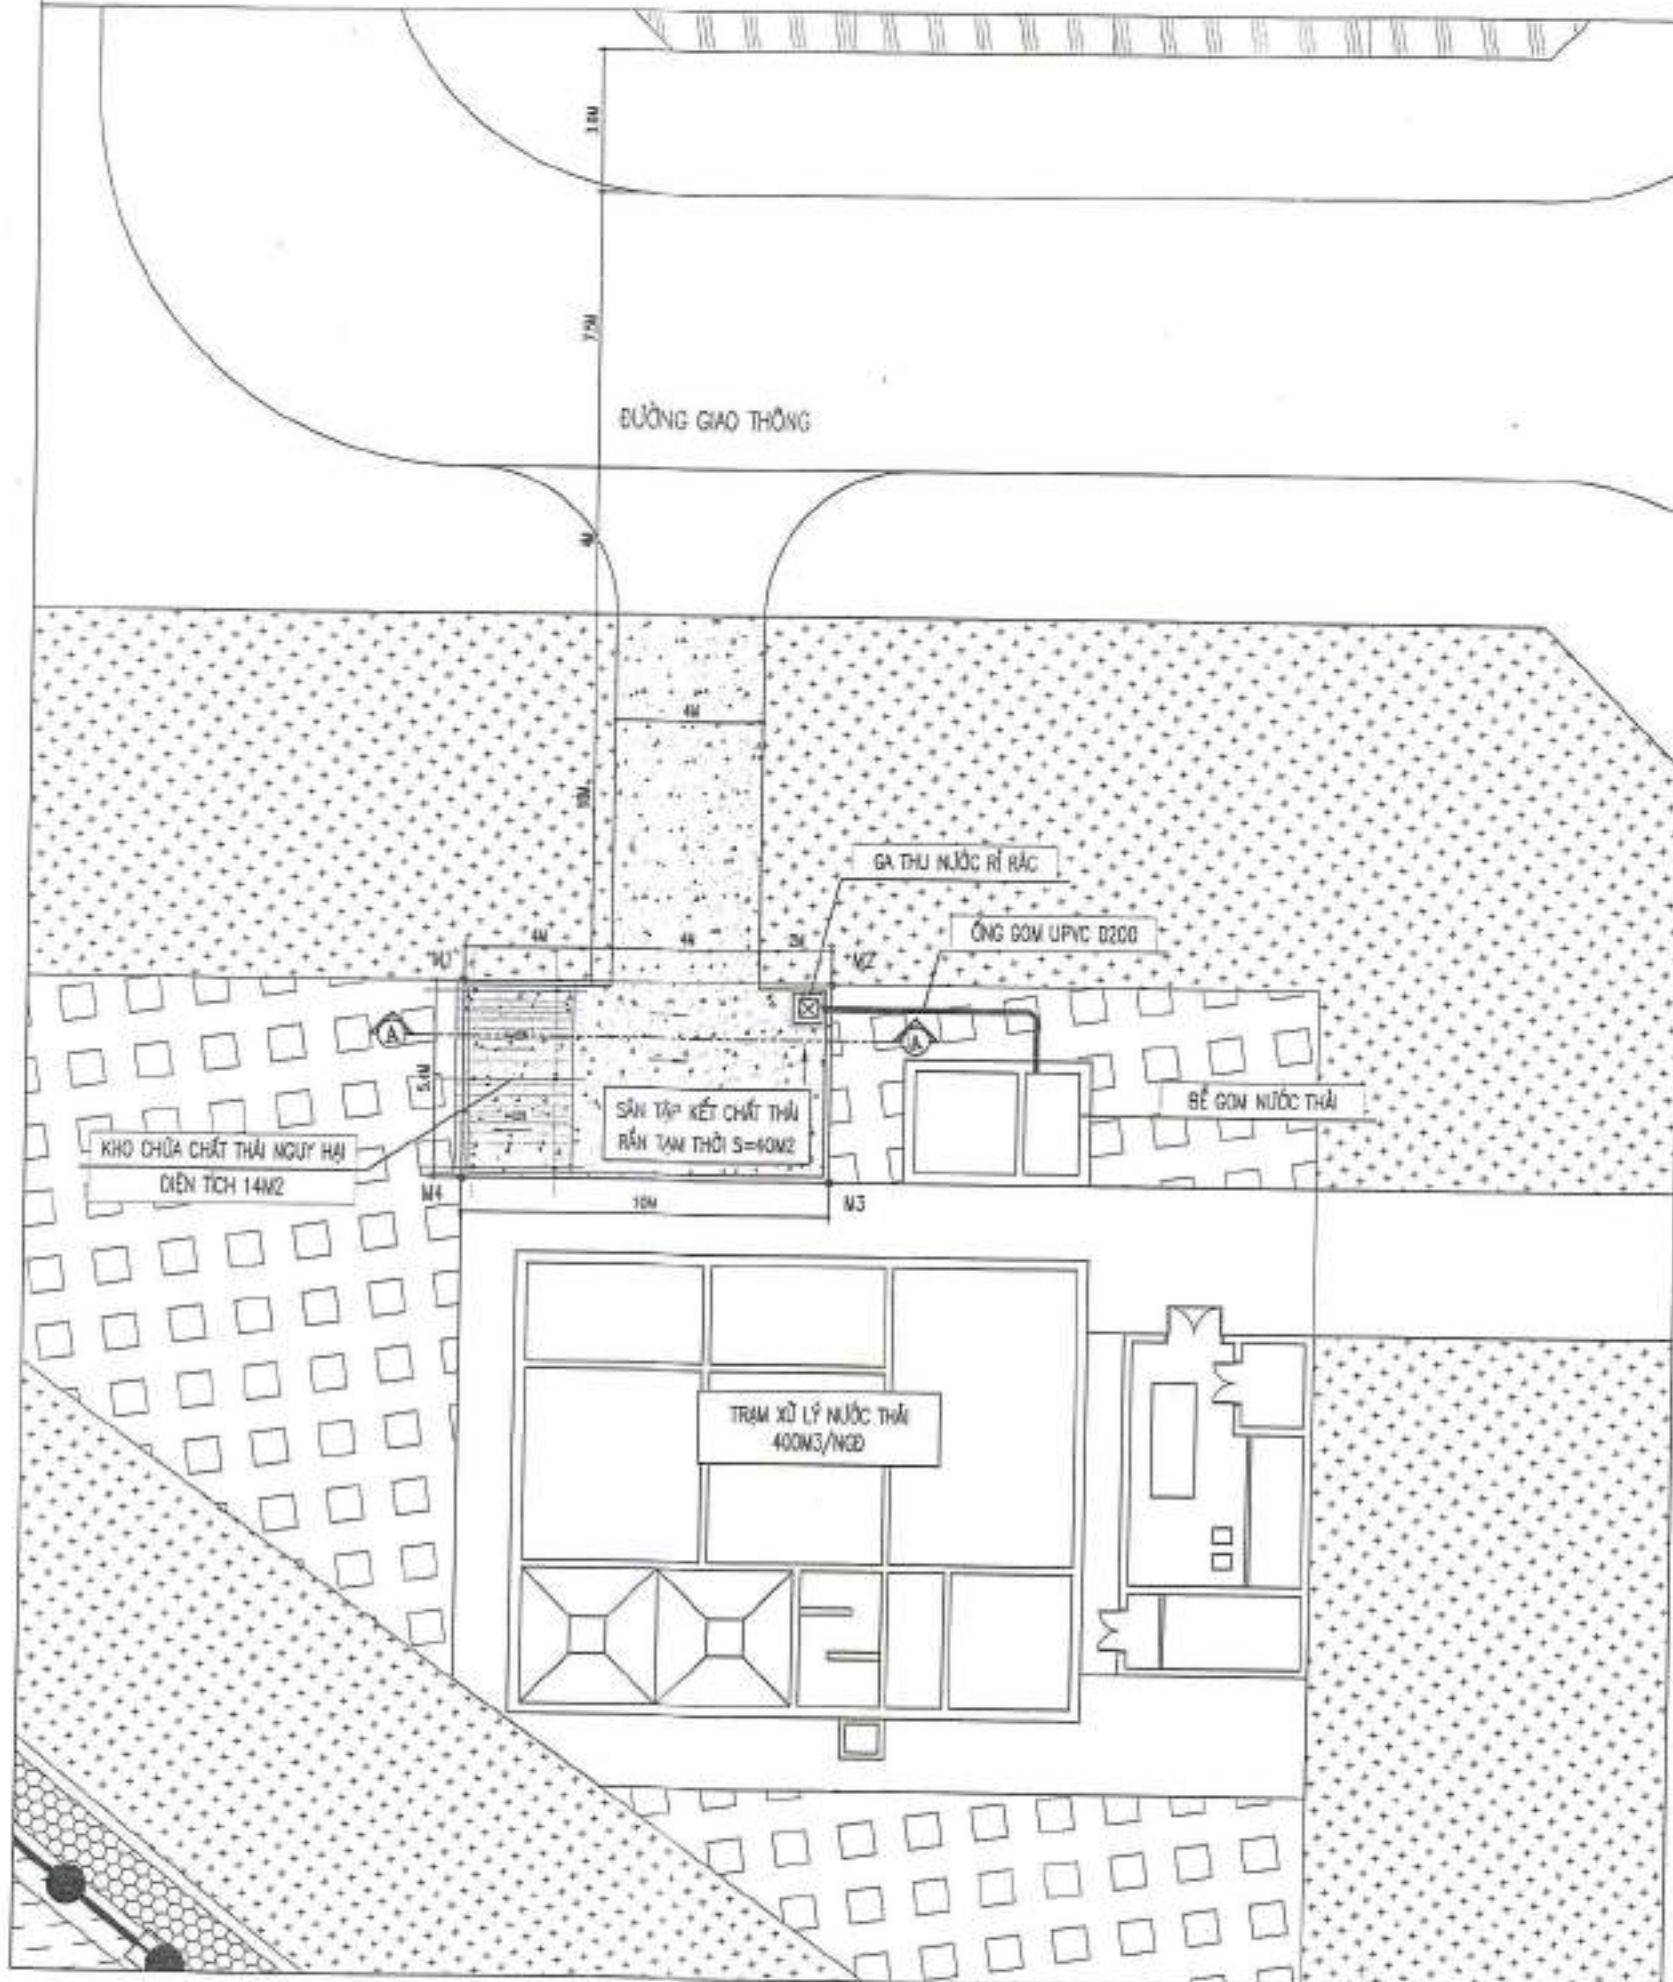 7.5M
ĐƯỜNG GIAO THÔNG
4M
4M
10M
GA THU NƯỚC RỈ RÁC
ỐNG GOM UPVC D200
4M
4M
2M
M1
M2
A
A
5.4M
SÂN TẬP KẾT CHẤT THẢI
RẮN TẠM THỜI S=40M2
BỂ GOM NƯỚC THẢI
KHO CHỨA CHẤT THẢI NGUY HẠI
DIỆN TÍCH 14M2
M4
10M
M3
TRẠM XỬ LÝ NƯỚC THẢI
400M3/NGĐ